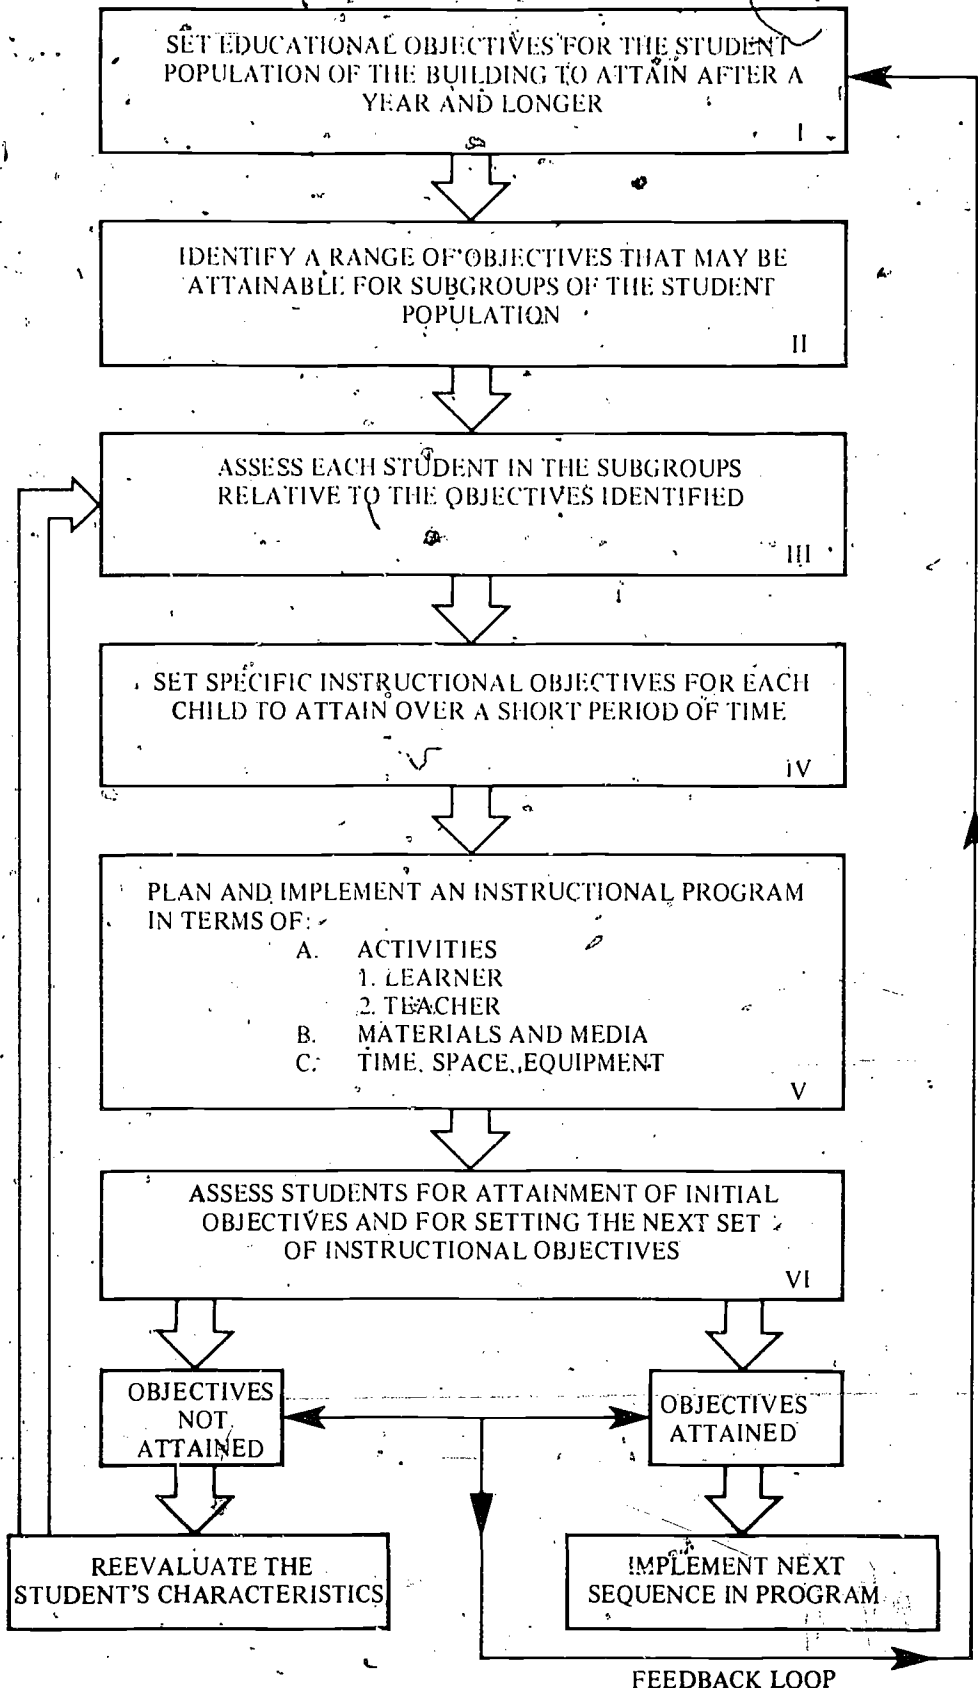 SET EDUCATIONAL OBJECTIVES FOR THE STUDENT
POPULATION OF THE BUILDING TO ATTAIN AFTER A
YEAR AND LONGER
I
IDENTIFY A RANGE OF OBJECTIVES THAT MAY BE
ATTAINABLE FOR SUBGROUPS OF THE STUDENT
POPULATION
II
ASSESS EACH STUDENT IN THE SUBGROUPS
RELATIVE TO THE OBJECTIVES IDENTIFIED
III
SET SPECIFIC INSTRUCTIONAL OBJECTIVES FOR EACH
CHILD TO ATTAIN OVER A SHORT PERIOD OF TIME
IV
PLAN AND IMPLEMENT AN INSTRUCTIONAL PROGRAM
IN TERMS OF:
A. ACTIVITIES
1. LEARNER
2. TEACHER
B. MATERIALS AND MEDIA
C. TIME, SPACE, EQUIPMENT
V
ASSESS STUDENTS FOR ATTAINMENT OF INITIAL
OBJECTIVES AND FOR SETTING THE NEXT SET
OF INSTRUCTIONAL OBJECTIVES
VI
OBJECTIVES
NOT
ATTAINED
OBJECTIVES
ATTAINED
REEVALUATE THE
STUDENT'S CHARACTERISTICS
IMPLEMENT NEXT
SEQUENCE IN PROGRAM
FEEDBACK LOOP